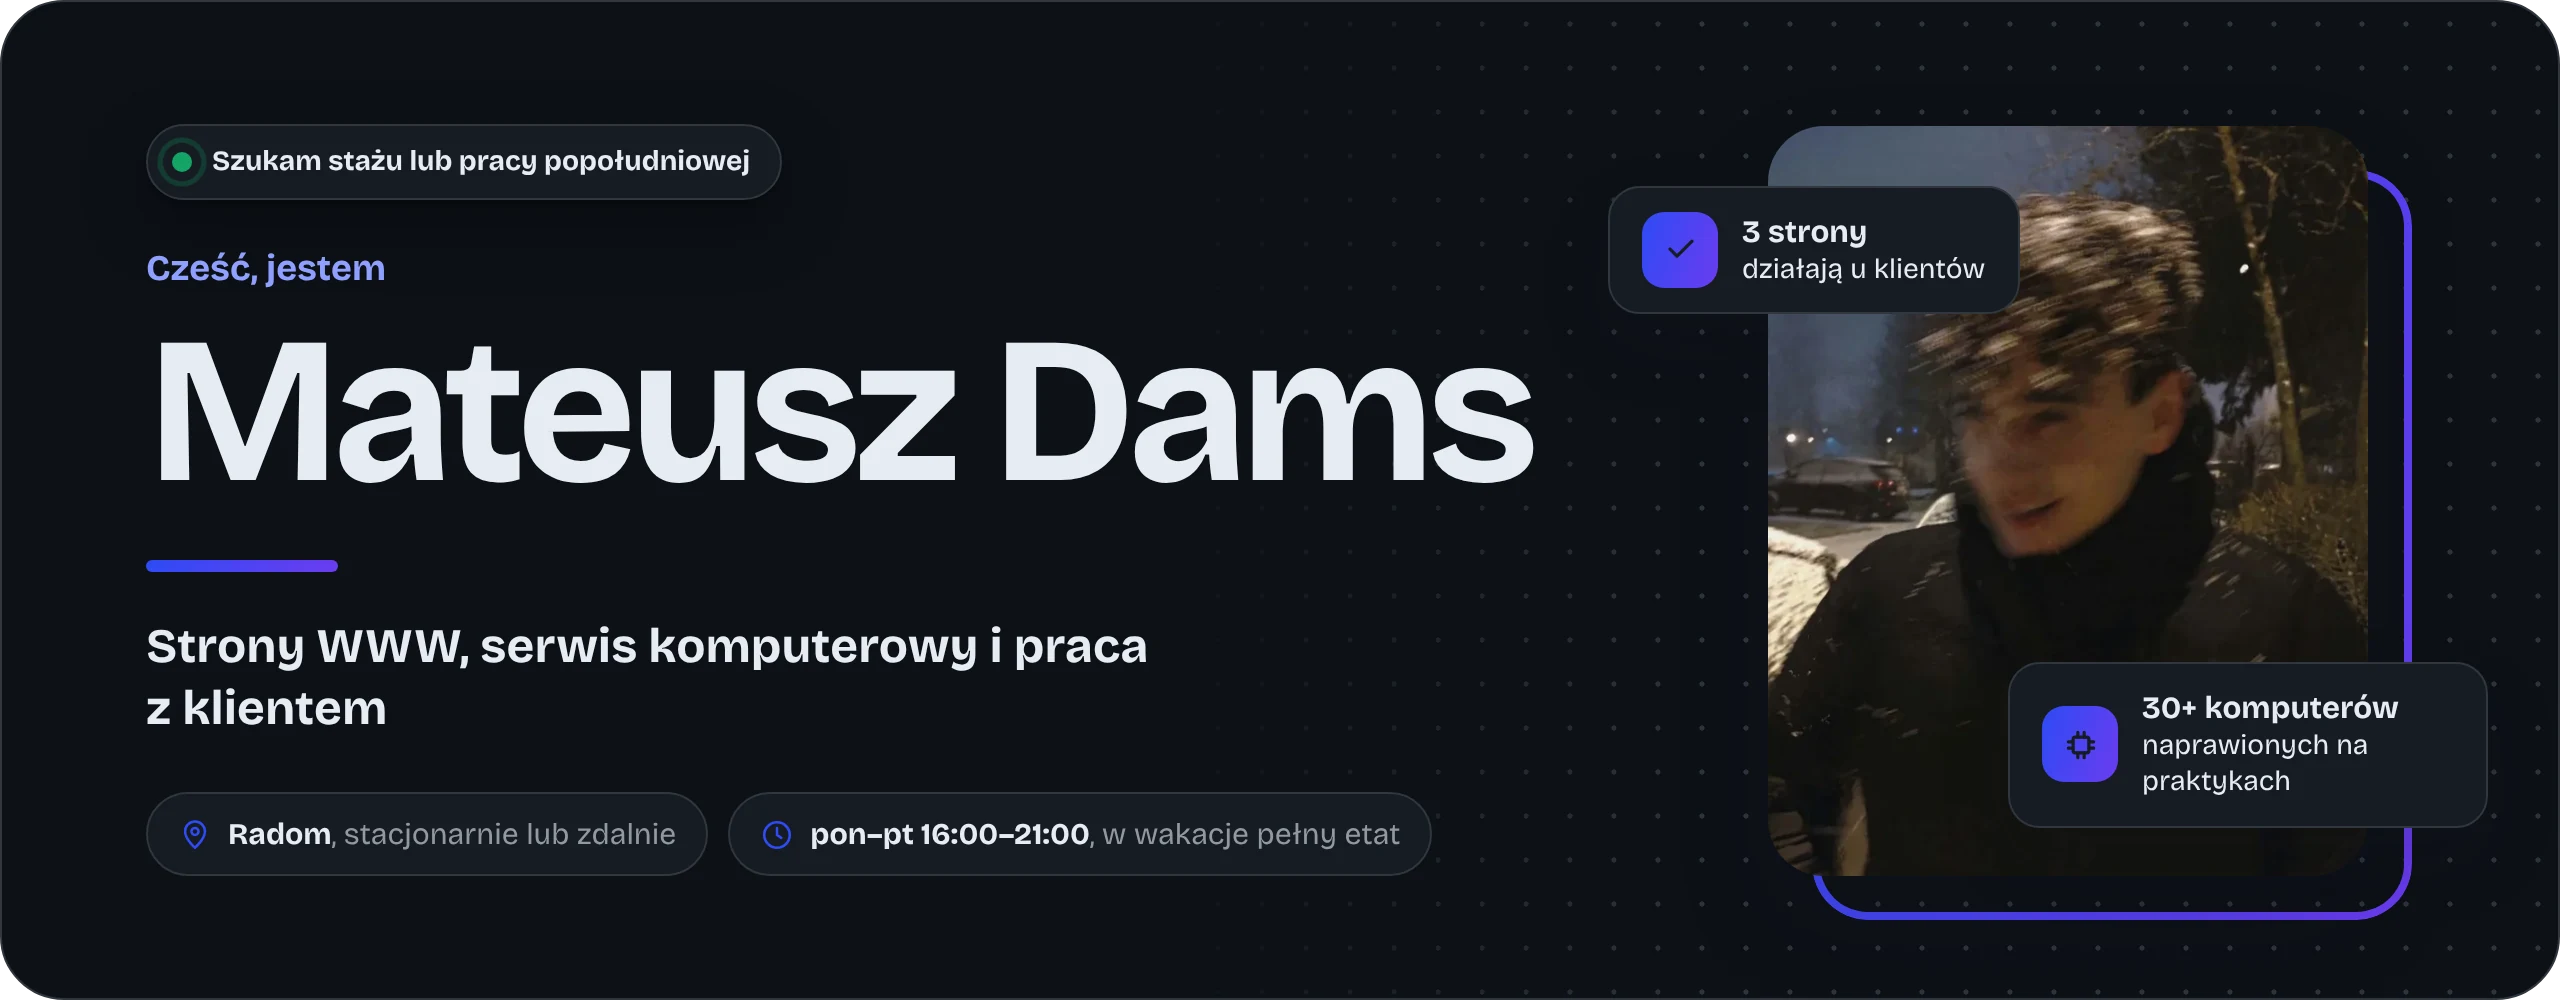 Szukam stażu lub pracy popołudniowej
Cześć, jestem
Mateusz Dams
Strony WWW, serwis komputerowy i praca
z klientem
Radom, stacjonarnie lub zdalnie
pon–pt 16:00–21:00, w wakacje pełny etat
3 strony
działają u klientów
30+ komputerów
naprawionych na
praktykach